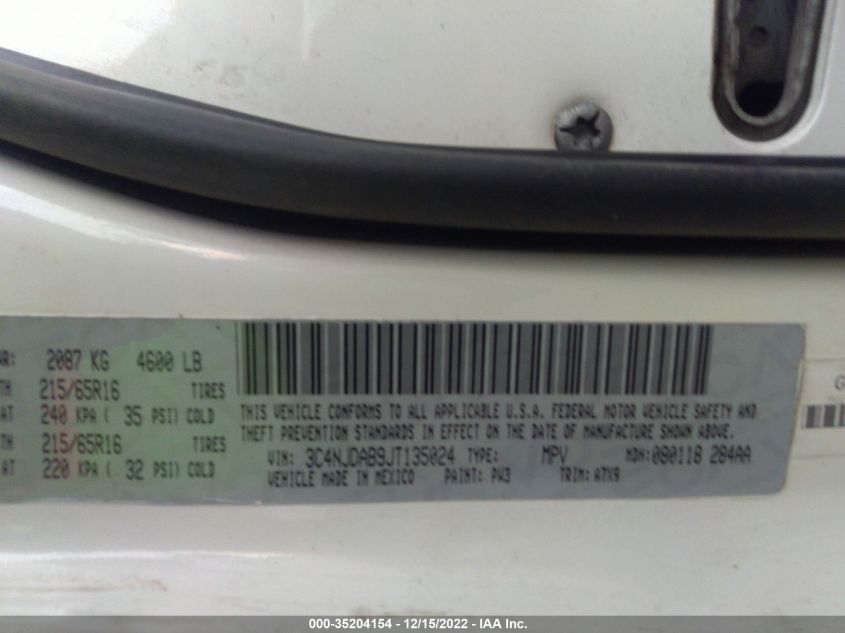 WR: 2087 KG 4600 LB
TH 215/65R16 TIRES
AT 240 KPA ( 35 PSI) COLD
TH 215/65R16 TIRES
AT 220 KPA ( 32 PSI) COLD
THIS VEHICLE CONFORMS TO ALL APPLICABLE U.S.A. FEDERAL MOTOR VEHICLE SAFETY AND
THEFT PREVENTION STANDARDS IN EFFECT ON THE DATE OF MANUFACTURE SHOWN ABOVE.
VIN: 3C4NJDAB9JT135024 TYPE: MPV MDH: 080118 284AA
VEHICLE MADE IN MEXICO PAINT: PW3 TRIM: A7X9
G
000-35204154 - 12/15/2022 - IAA Inc.